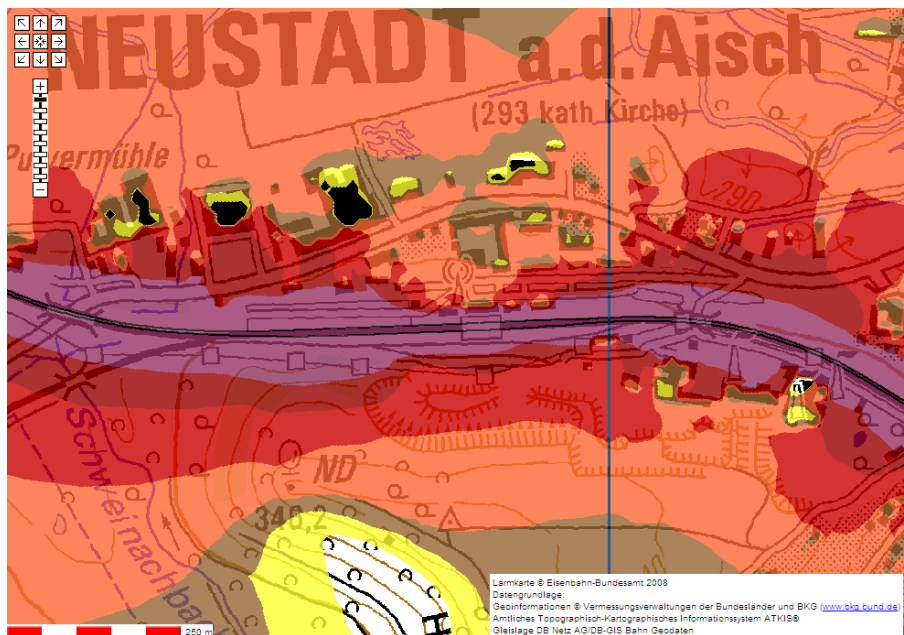 NEUSTADT a.d.Aisch
(293 kath Kirche)
P
P
Pulvermühle
P
290
P
P
Schweinachba
ND
346,2
P
P
P
H
250 m
Lärmkarte © Eisenbahn-Bundesamt 2008
Datengrundlage:
Geoinformationen © Vermessungsverwaltungen der Bundesländer und BKG (www.bkg.bund.de)
Amtliches Topographisch-Kartographisches Informationssystem ATKIS®
Gleislage DB Netz AG/DB-GIS Bahn Geodaten